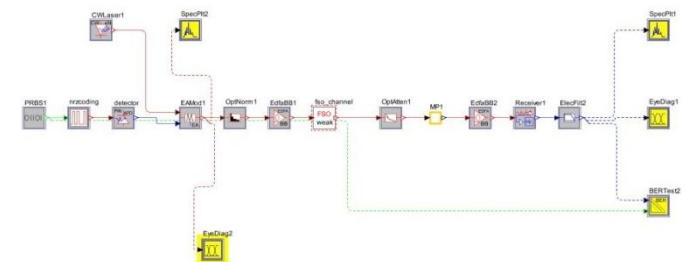 CWLaser1
SpecPlt2
SpecPlt1
PRBS1
nrzcoding
detector
EAMod1
OptNorm1
EdfaBB1
fso_channel
OptAtten1
MP1
EdfaBB2
Receiver1
ElecFilt2
EyeDiag1
FSO
weak
BERTest2
EyeDiag2